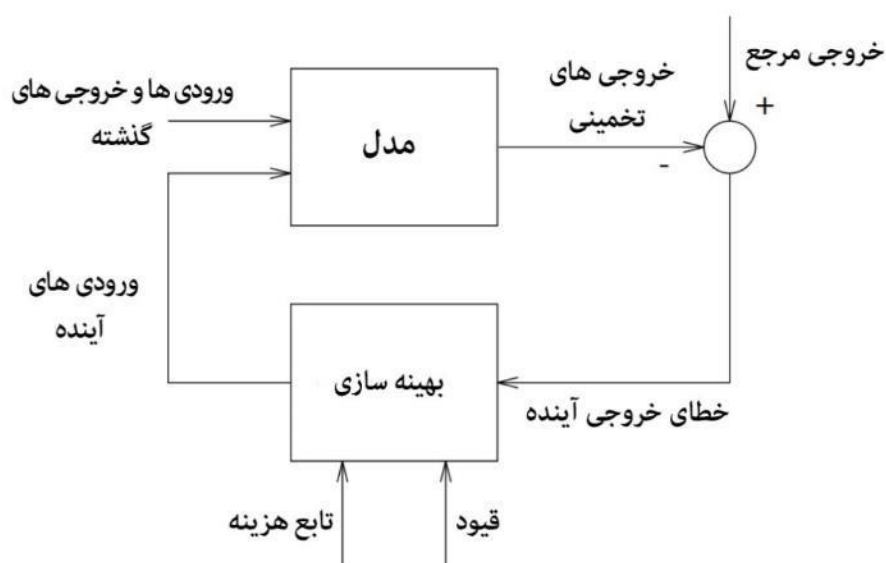 خروجی مرجع
+
خروجی های
تخمینی
-
ورودی ها و خروجی های
گذشته
مدل
ورودی های
آینده
بهینه سازی
خطای خروجی آینده
تابع هزینه
قیود